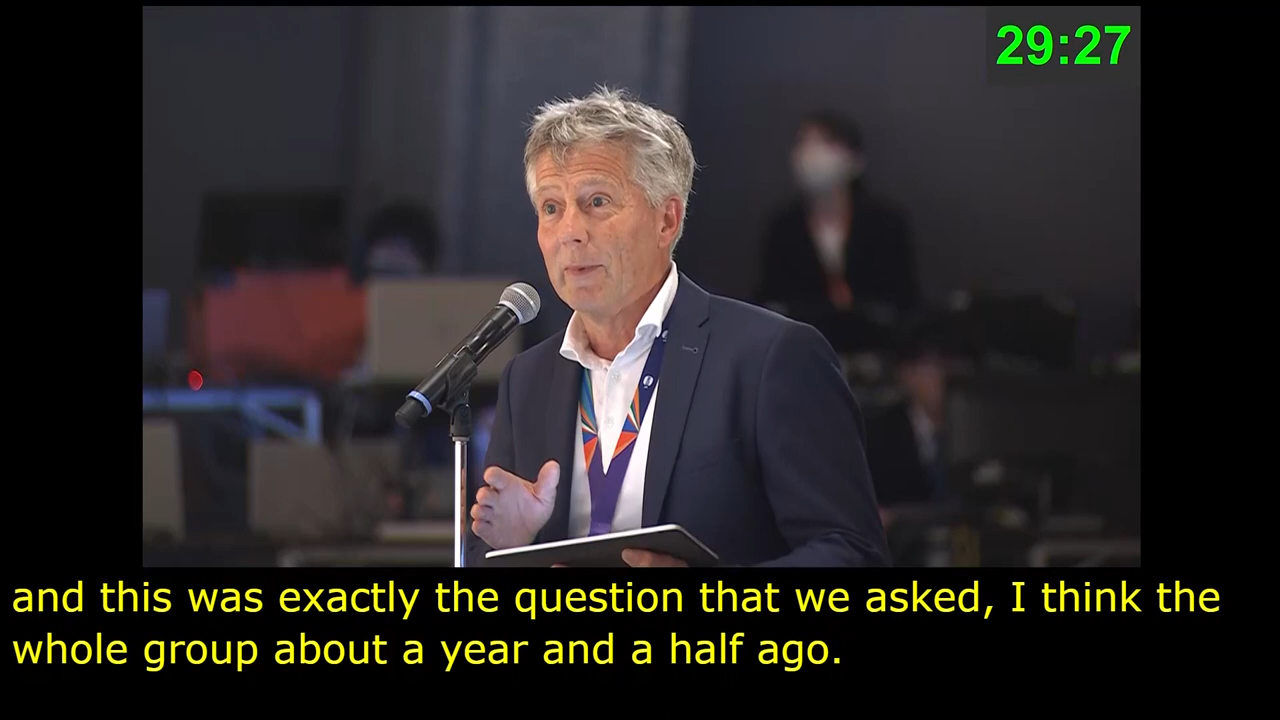 29:27
and this was exactly the question that we asked, I think the
whole group about a year and a half ago.